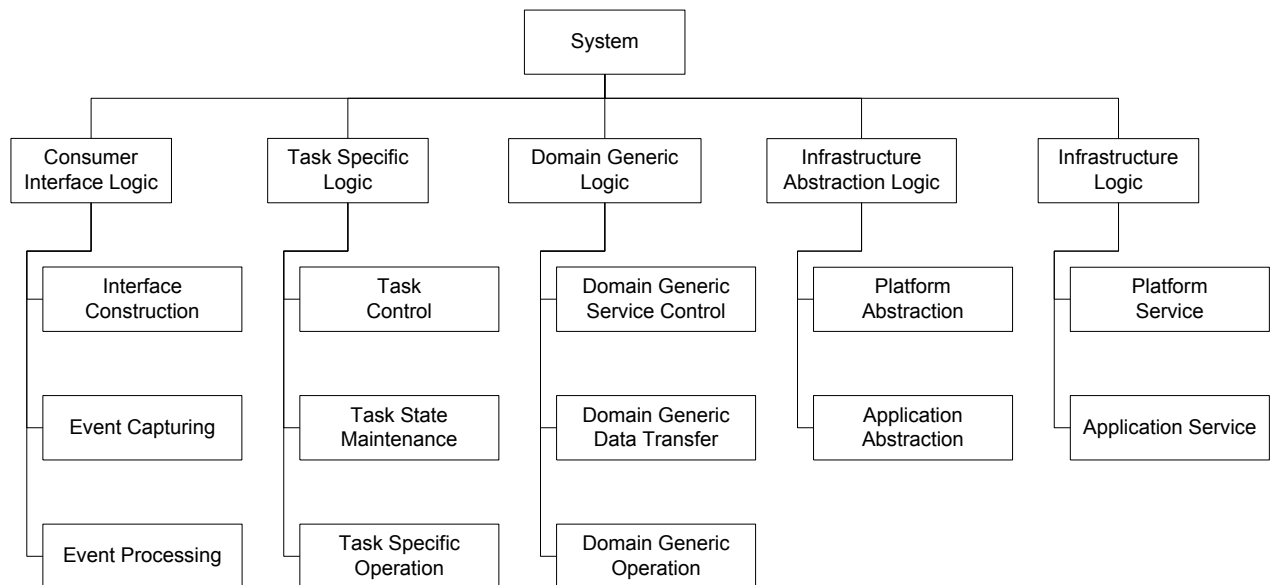 System
Consumer
Interface Logic
Task Specific
Logic
Domain Generic
Logic
Infrastructure
Abstraction Logic
Infrastructure
Logic
Interface
Construction
Task
Control
Domain Generic
Service Control
Platform
Abstraction
Platform
Service
Event Capturing
Task State
Maintenance
Domain Generic
Data Transfer
Application
Abstraction
Application Service
Event Processing
Task Specific
Operation
Domain Generic
Operation